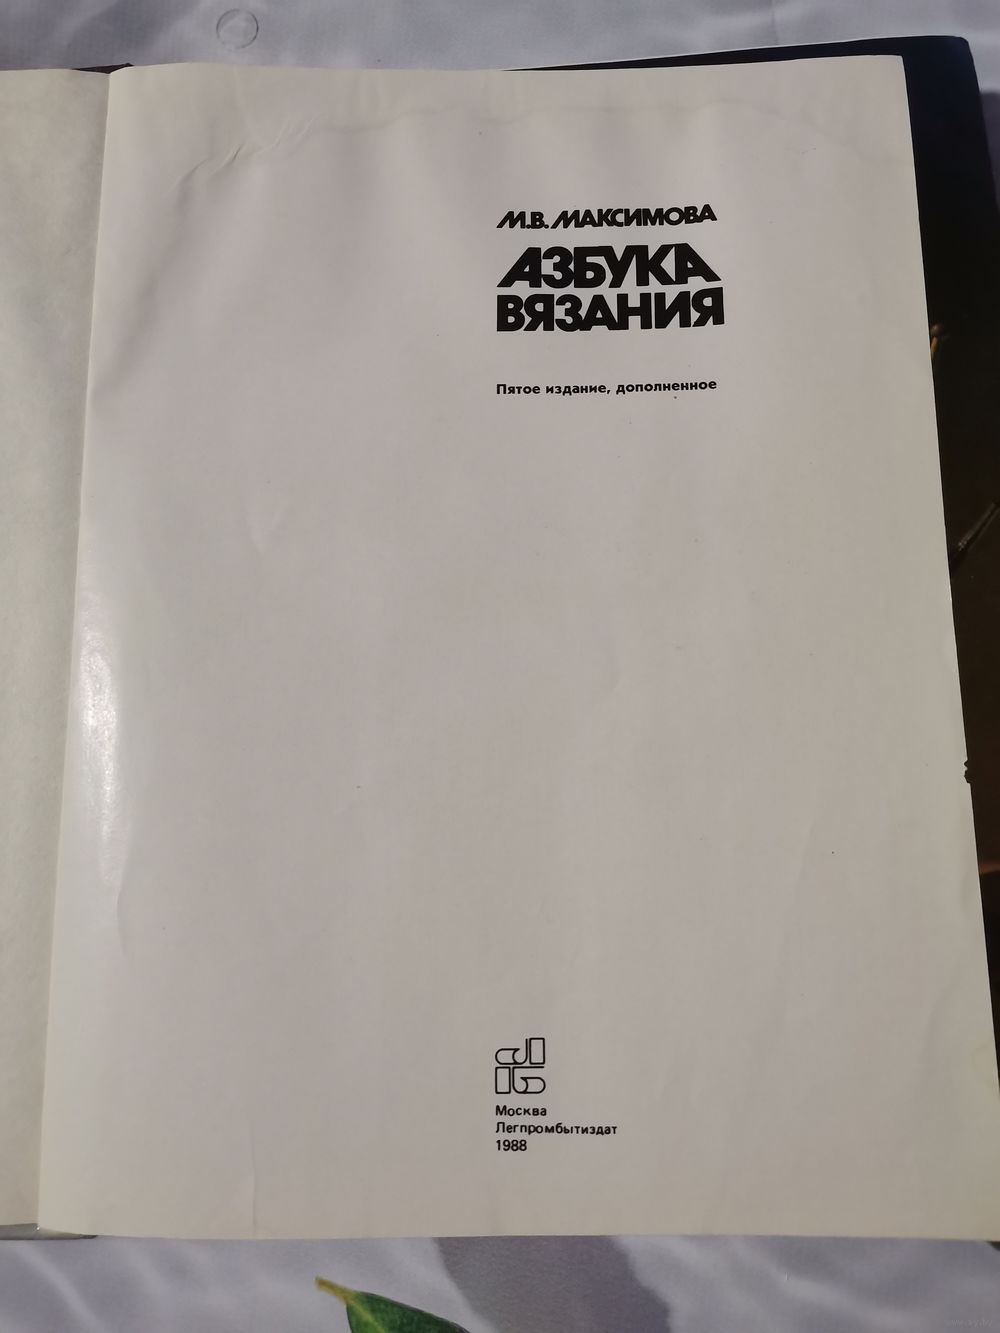 М.В. МАКСИМОВА
АЗБУКА
ВЯЗАНИЯ
Пятое издание, дополненное
Москва
Легпромбытиздат
1988